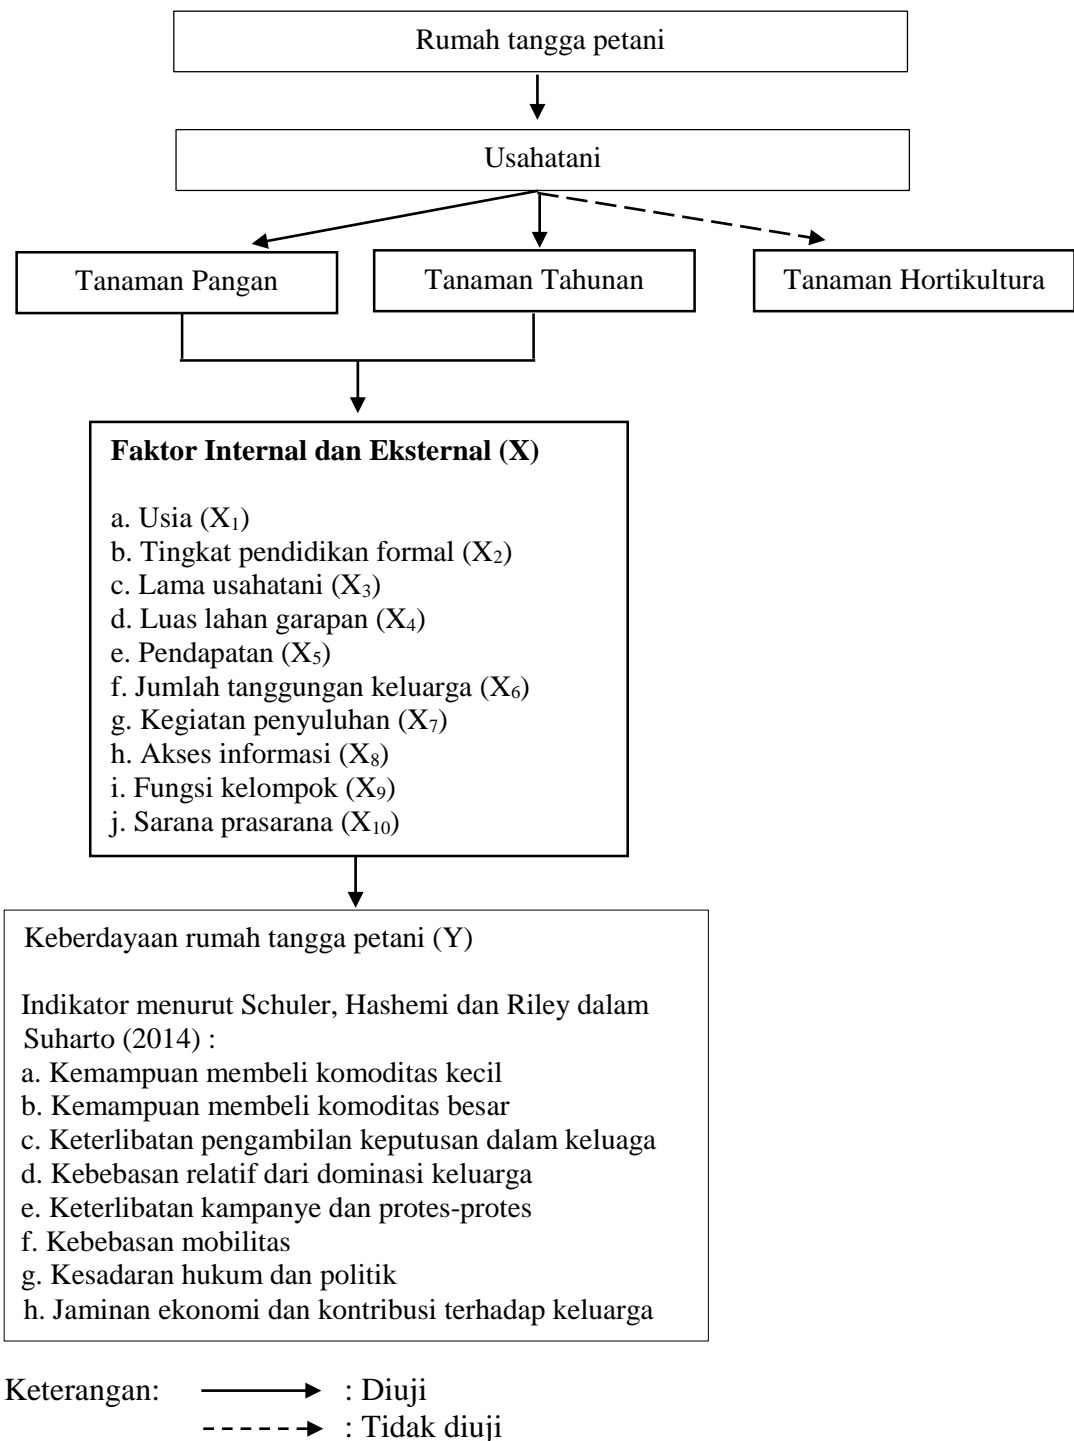 Rumah tangga petani
Usahatani
Tanaman Pangan
Tanaman Tahunan
Tanaman Hortikultura
Faktor Internal dan Eksternal (X)
a. Usia (X₁)
b. Tingkat pendidikan formal (X₂)
c. Lama usahatani (X₃)
d. Luas lahan garapan (X₄)
e. Pendapatan (X₅)
f. Jumlah tanggungan keluarga (X₆)
g. Kegiatan penyuluhan (X₇)
h. Akses informasi (X₈)
i. Fungsi kelompok (X₉)
j. Sarana prasarana (X₁₀)
Keberdayaan rumah tangga petani (Y)
Indikator menurut Schuler, Hashemi dan Riley dalam
Suharto (2014) :
a. Kemampuan membeli komoditas kecil
b. Kemampuan membeli komoditas besar
c. Keterlibatan pengambilan keputusan dalam keluaga
d. Kebebasan relatif dari dominasi keluarga
e. Keterlibatan kampanye dan protes-protes
f. Kebebasan mobilitas
g. Kesadaran hukum dan politik
h. Jaminan ekonomi dan kontribusi terhadap keluarga
Keterangan: : Diuji
: Tidak diuji